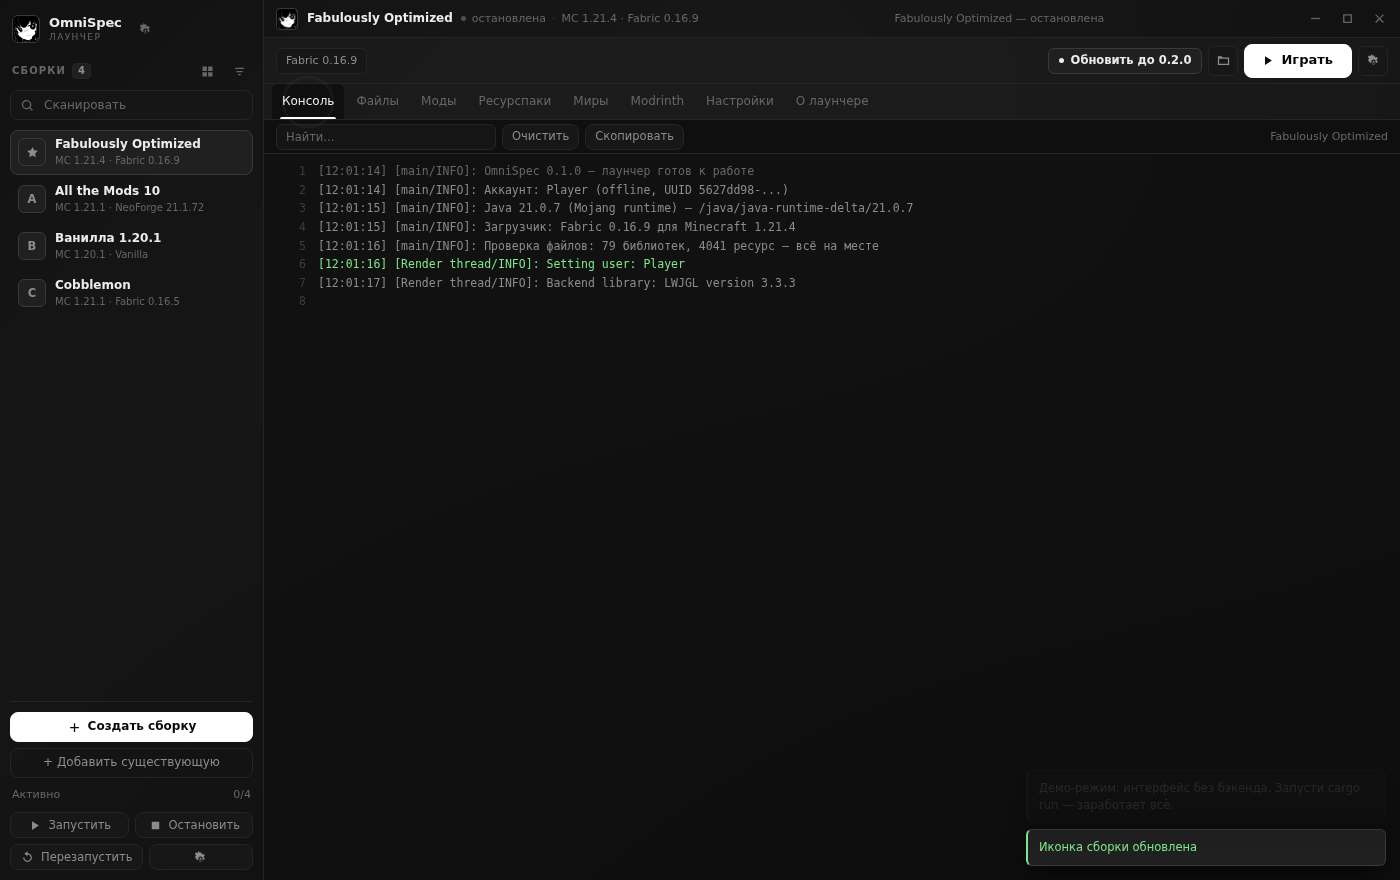 OmniSpec
ЛАУНЧЕР
СБОРКИ 4
Сканировать
Fabulously Optimized
MC 1.21.4 · Fabric 0.16.9
A
All the Mods 10
MC 1.21.1 · NeoForge 21.1.72
В
Ванилла 1.20.1
MC 1.20.1 · Vanilla
C
Cobblemon
MC 1.21.1 · Fabric 0.16.5
+ Создать сборку
+ Добавить существующую
Активно 0/4
Запустить Остановить
Перезапустить
Fabulously Optimized остановлена · MC 1.21.4 · Fabric 0.16.9 Fabulously Optimized — остановлена
Fabric 0.16.9 Обновить до 0.2.0 Играть
Консоль Файлы Моды Ресурспаки Миры Modrinth Настройки О лаунчере
Найти... Очистить Скопировать Fabulously Optimized
1 [12:01:14] [main/INFO]: OmniSpec 0.1.0 — лаунчер готов к работе
2 [12:01:14] [main/INFO]: Аккаунт: Player (offline, UUID 5627dd98-...)
3 [12:01:15] [main/INFO]: Java 21.0.7 (Mojang runtime) — /java/java-runtime-delta/21.0.7
4 [12:01:15] [main/INFO]: Загрузчик: Fabric 0.16.9 для Minecraft 1.21.4
5 [12:01:16] [main/INFO]: Проверка файлов: 79 библиотек, 4041 ресурс — всё на месте
6 [12:01:16] [Render thread/INFO]: Setting user: Player
7 [12:01:17] [Render thread/INFO]: Backend library: LWJGL version 3.3.3
8
Демо-режим: интерфейс без бэкенда. Запусти cargo
run — заработает всё.
Иконка сборки обновлена